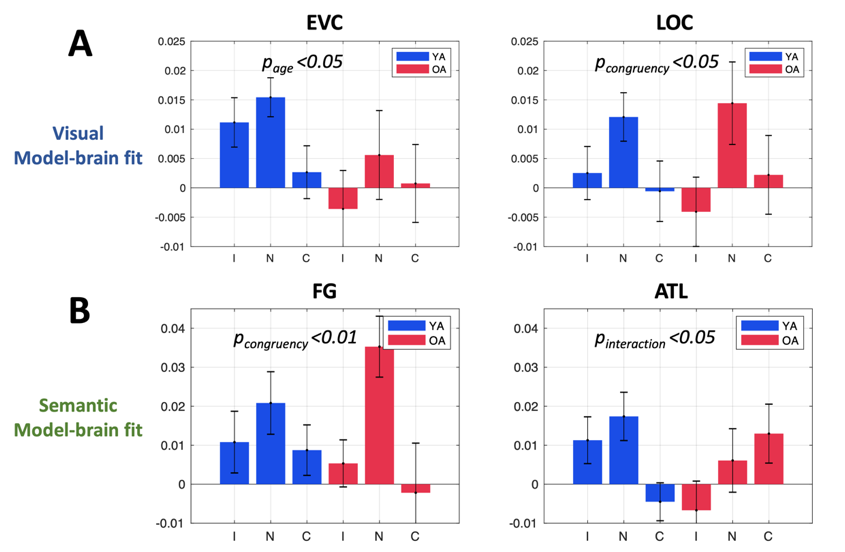 A
EVC
LOC
Visual
Model-brain fit
0.025
0.02
0.015
0.01
0.005
0
-0.005
-0.01
p age <0.05
YA
OA
I N C I N C
0.025
0.02
0.015
0.01
0.005
0
-0.005
-0.01
p congruency <0.05
YA
OA
I N C I N C
B
FG
ATL
Semantic
Model-brain fit
0.04
0.03
0.02
0.01
0
-0.01
p congruency <0.01
YA
OA
I N C I N C
0.04
0.03
0.02
0.01
0
-0.01
p interaction <0.05
YA
OA
I N C I N C